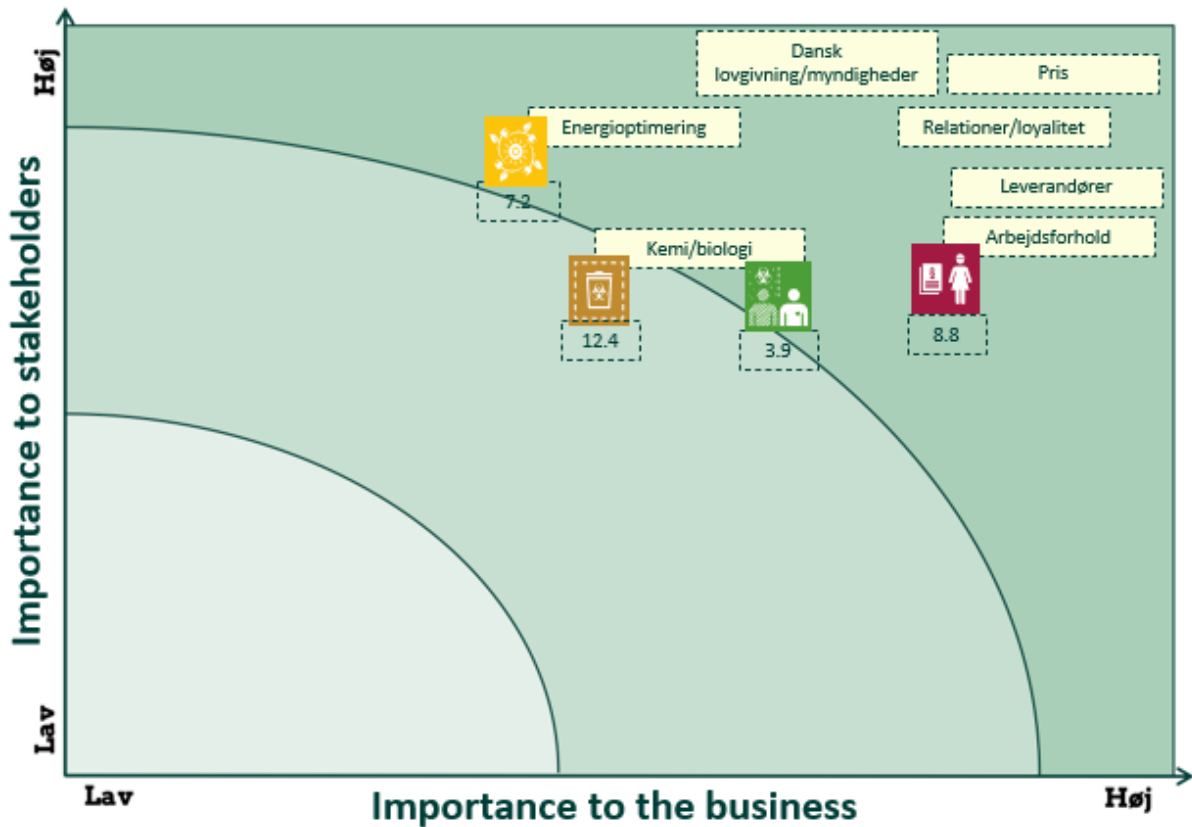 Høj
Importance to stakeholders
Lav
Dansk
lovgivning/myndigheder
Pris
Energioptimering
Relationer/loyalitet
7.2
Leverandører
Arbejdsforhold
Kemi/biologi
12.4
3.9
8.8
Lav
Importance to the business
Høj